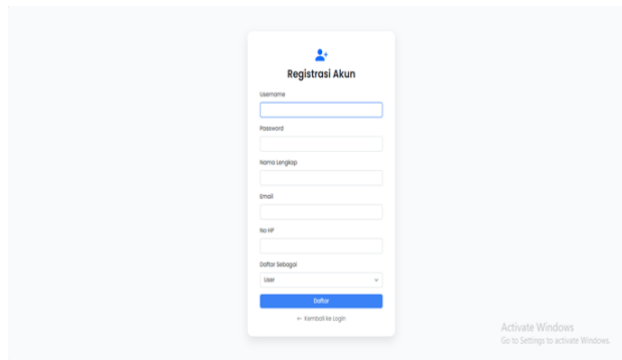 Registrasi Akun
Username
Password
Nama Lengkap
Email
No HP
Daftar Sebagai
User
Daftar
← Kembali ke Login
Activate Windows
Go to Settings to activate Windows.